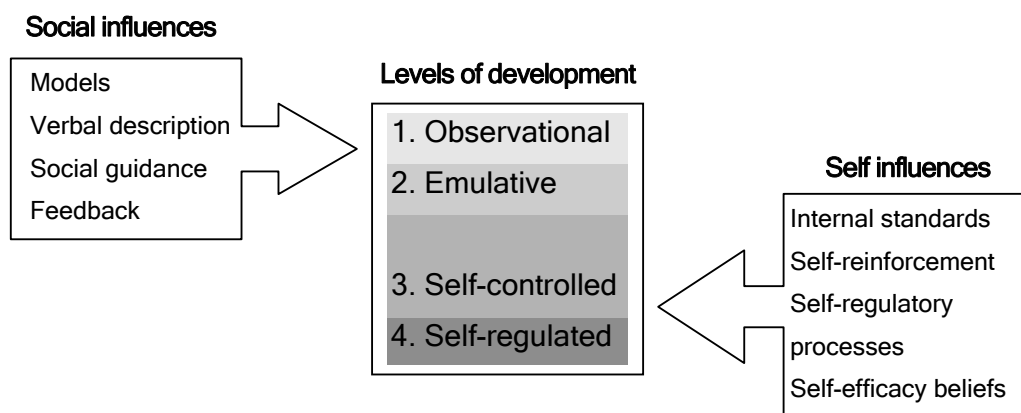 Social influences
Models
Verbal description
Social guidance
Feedback
Levels of development
1. Observational
2. Emulative
3. Self-controlled
4. Self-regulated
Self influences
Internal standards
Self-reinforcement
Self-regulatory
processes
Self-efficacy beliefs